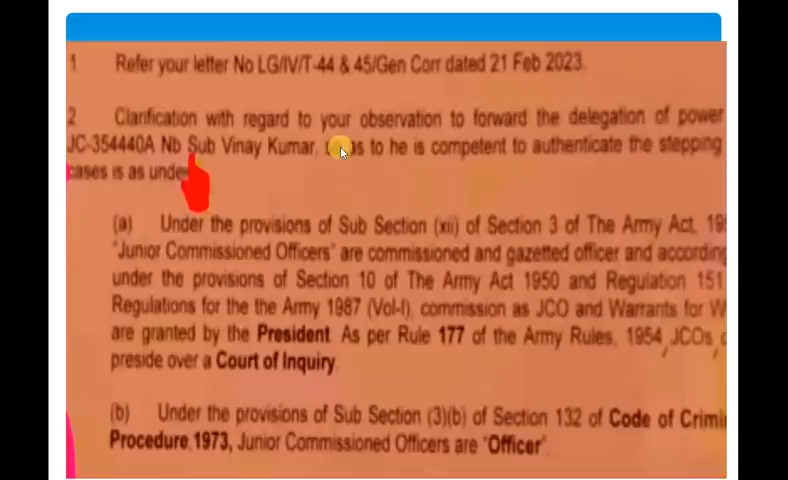 1 Refer your letter No LG/IV/T-44 & 45/Gen Corr dated 21 Feb 2023.
2 Clarification with regard to your observation to forward the delegation of power
JC-354440A Nb Sub Vinay Kumar, as to he is competent to authenticate the stepping
cases is as unde
(a) Under the provisions of Sub Section (xii) of Section 3 of The Army Act, 19
"Junior Commissioned Officers" are commissioned and gazetted officer and according
under the provisions of Section 10 of The Army Act 1950 and Regulation 151
Regulations for the the Army 1987 (Vol-I), commission as JCO and Warrants for W
are granted by the President. As per Rule 177 of the Army Rules, 1954, JCOs,
preside over a Court of Inquiry.
(b) Under the provisions of Sub Section (3)(b) of Section 132 of Code of Crimi
Procedure,1973, Junior Commissioned Officers are "Officer".